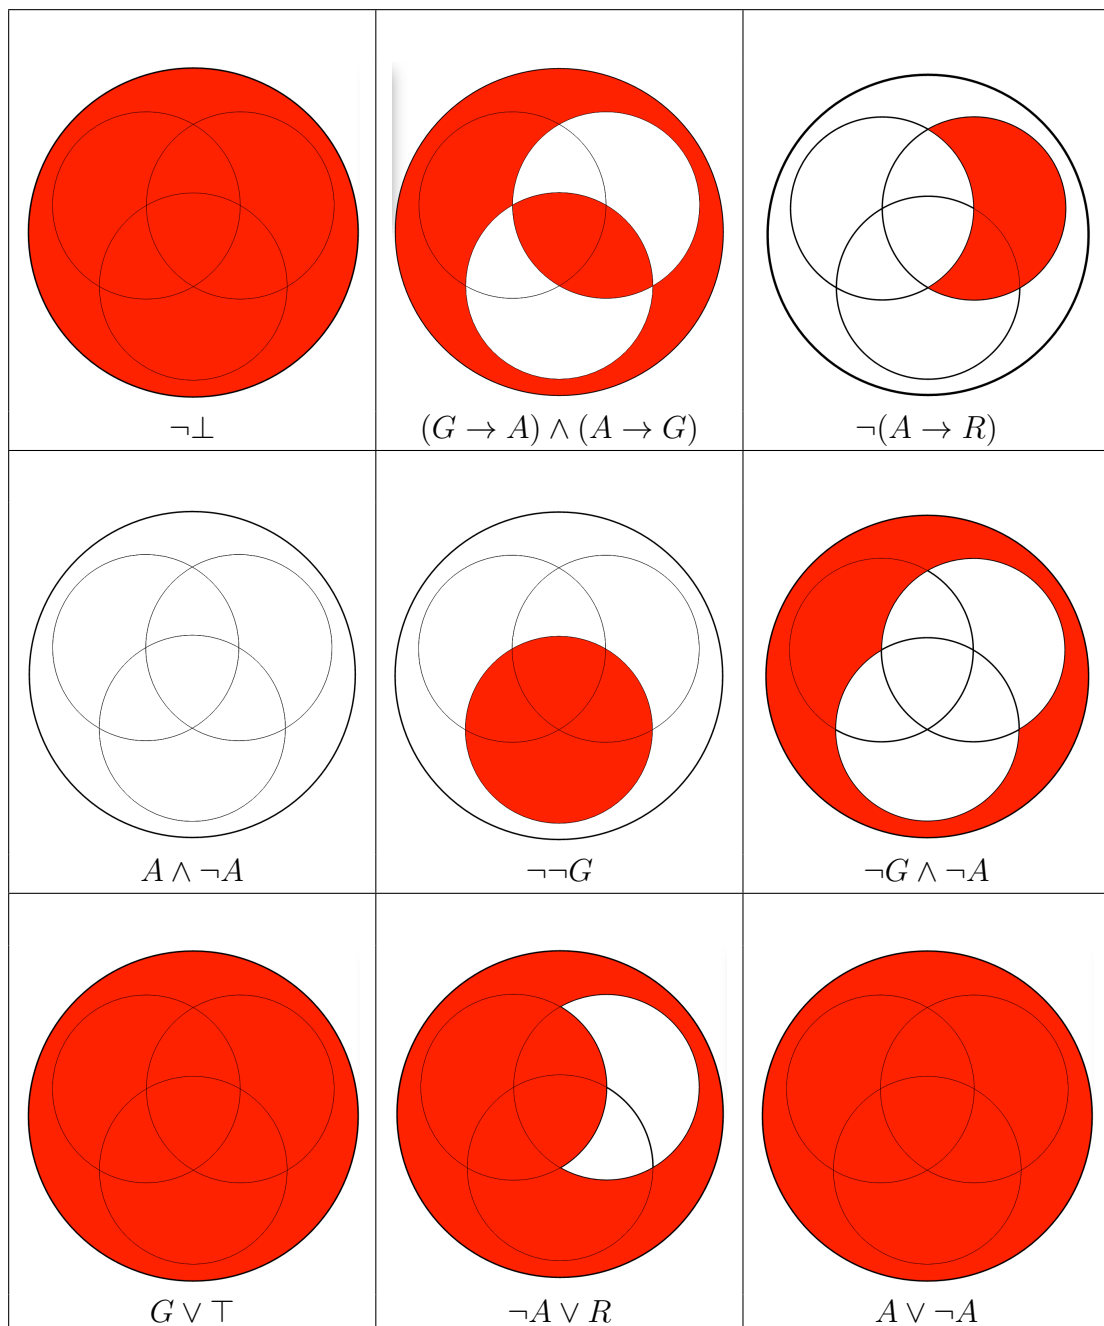 ¬⊥
(G → A) ∧ (A → G)
¬(A → R)
A ∧ ¬A
¬¬G
¬G ∧ ¬A
G ∨ ⊤
¬A ∨ R
A ∨ ¬A